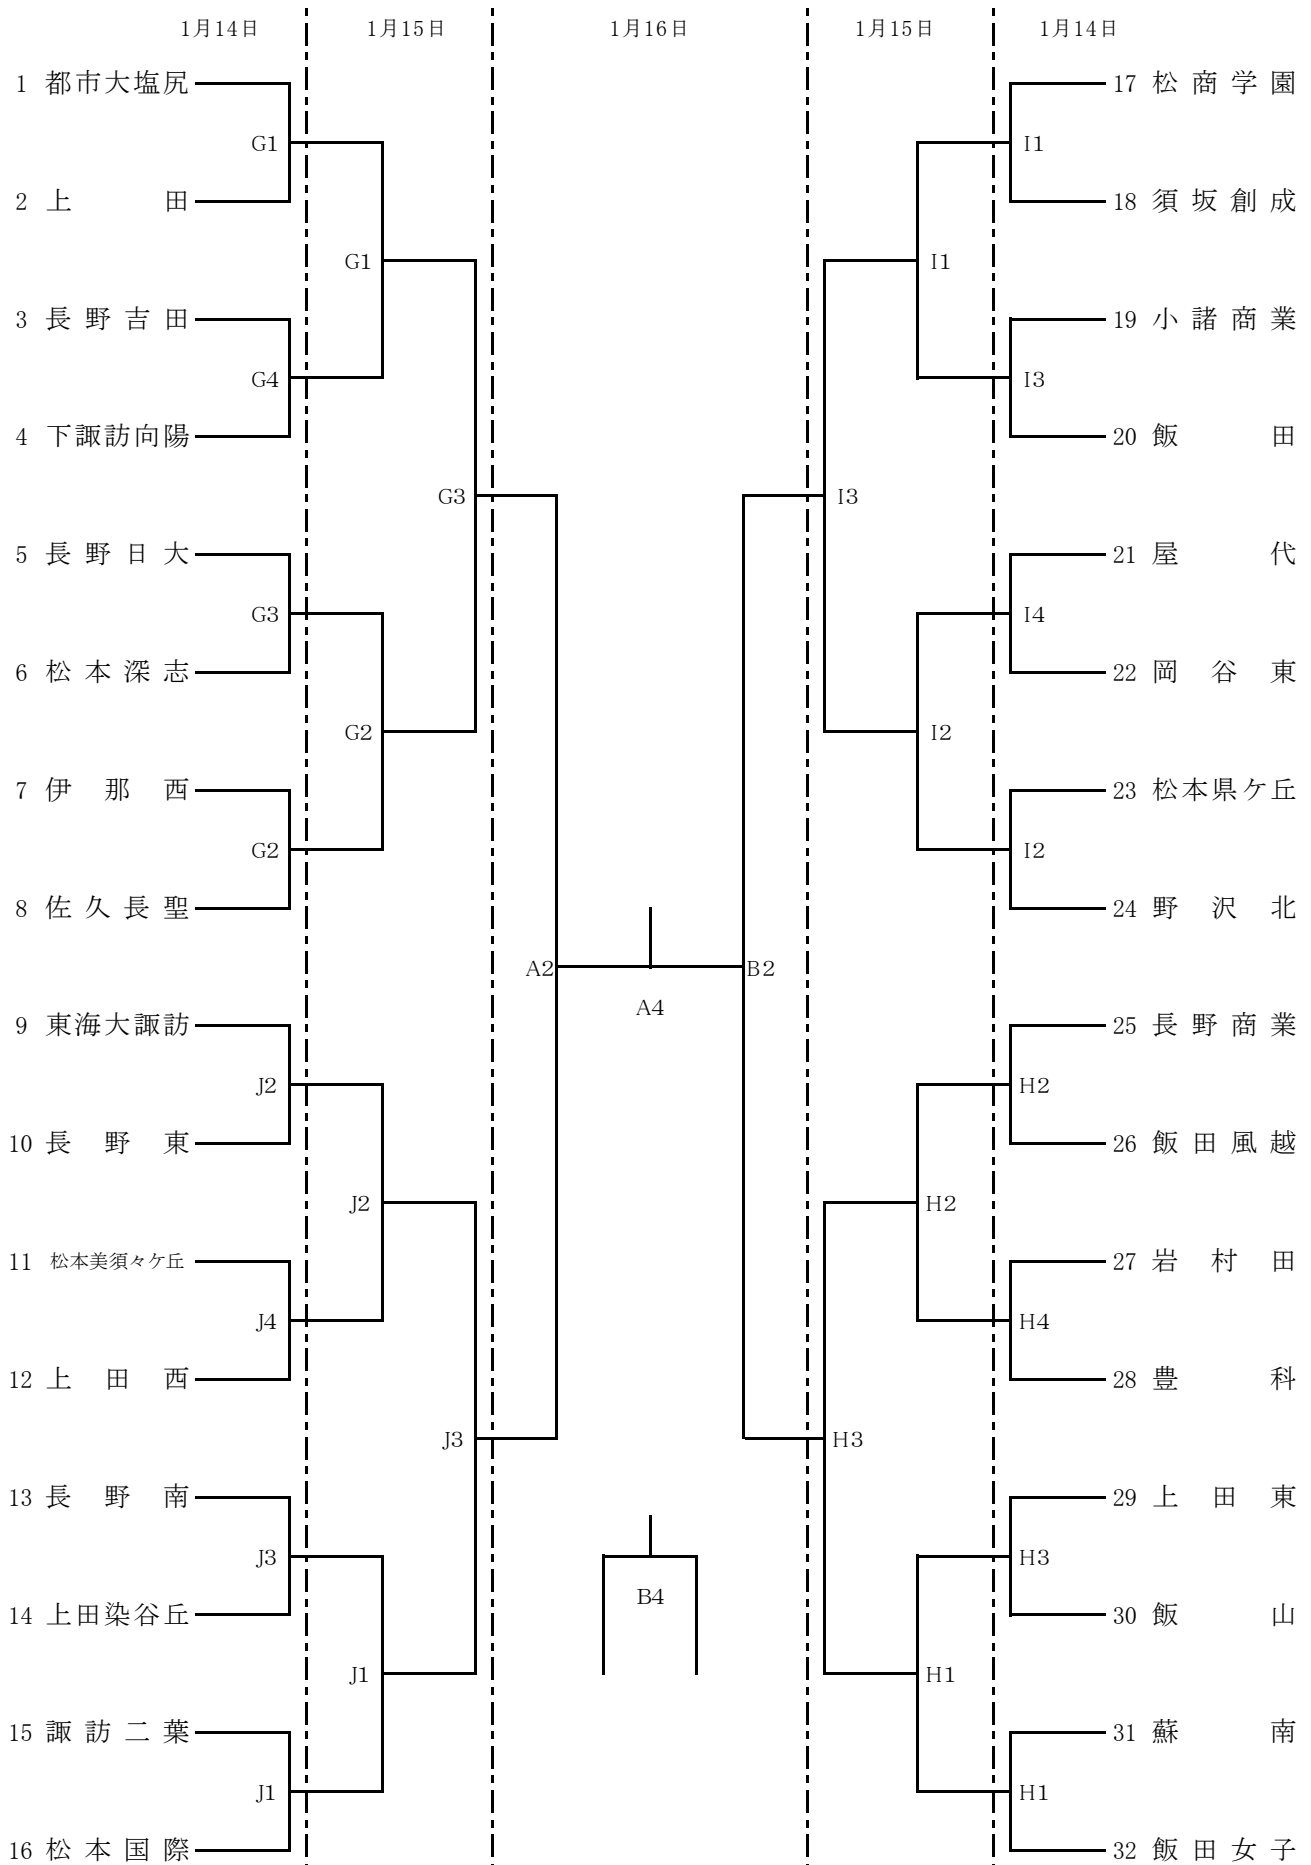 1月14日 1月15日 1月16日 1月15日 1月14日
1 都市大塩尻 17 松商学園
G1 I1
2 上田 18 須坂創成
G1 I1
3 長野吉田 19 小諸商業
G4 I3
4 下諏訪向陽 20 飯田
G3 I3
5 長野日大 21 屋代
G3 I4
6 松本深志 22 岡谷東
G2 I2
7 伊那西 23 松本県ケ丘
G2 I2
8 佐久長聖 24 野沢北
A2 B2
A4
9 東海大諏訪 25 長野商業
J2 H2
10 長野東 26 飯田風越
J2 H2
11 松本美須々ケ丘 27 岩村田
J4 H4
12 上田西 28 豊科
J3 H3
13 長野南 29 上田東
J3 H3
B4
14 上田染谷丘 30 飯山
J1 H1
15 諏訪二葉 31 蘇南
J1 H1
16 松本国際 32 飯田女子